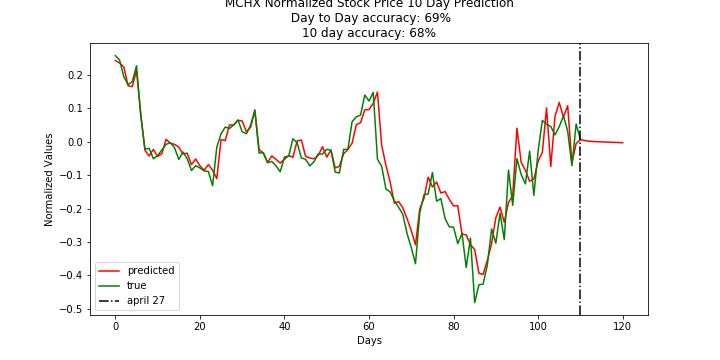 MCHX Normalized Stock Price 10 Day Prediction
Day to Day accuracy: 69%
10 day accuracy: 68%
Normalized Values
0.2
0.1
0.0
−0.1
−0.2
−0.3
−0.4
−0.5
predicted
true
april 27
0 20 40 60 80 100 120
Days